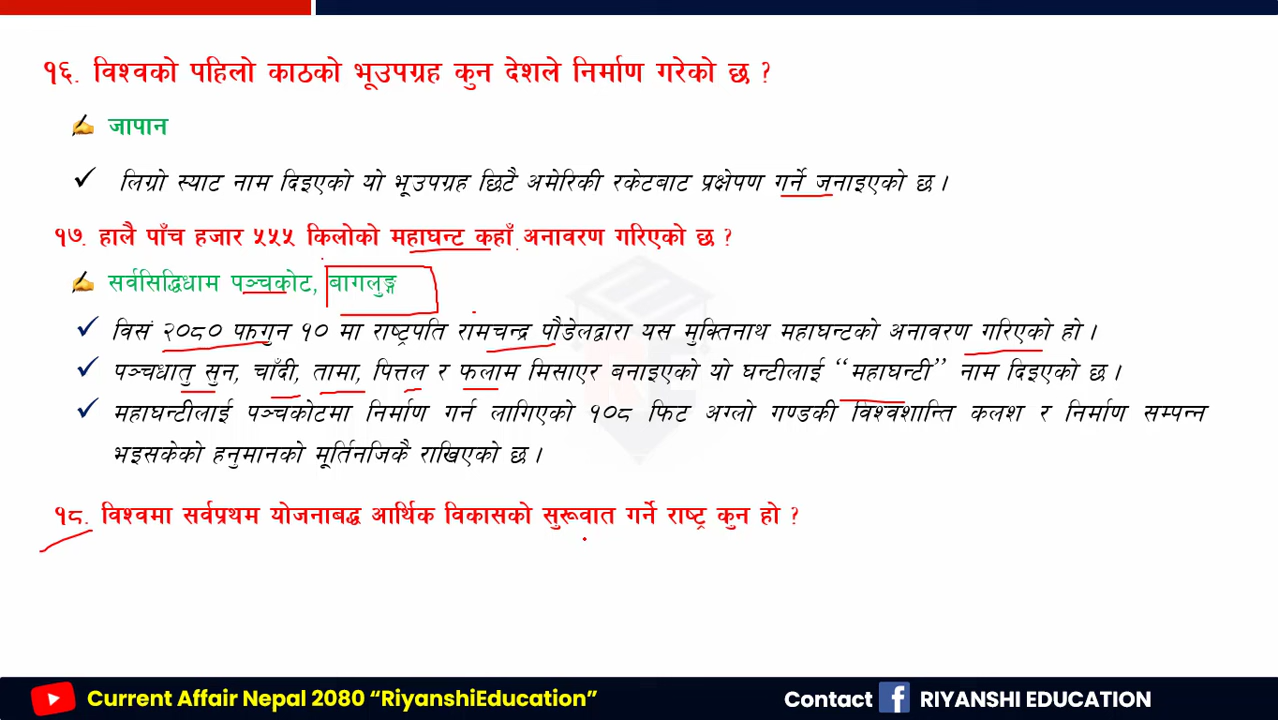 १६. विश्वको पहिलो काठको भूउपग्रह कुन देशले निर्माण गरेको छ ?
जापान
लिग्रो स्याट नाम दिइएको यो भूउपग्रह छिटै अमेरिकी रकेटबाट प्रक्षेपण गर्ने जनाइएको छ ।
१७. हालै पाँच हजार ५५५ किलोको महाघन्ट कहाँ अनावरण गरिएको छ ?
सर्वसिद्धिधाम पञ्चकोट, बागलुङ्ग
विसं २०८० फागुन १० मा राष्ट्रपति रामचन्द्र पौडेलद्वारा यस मुक्तिनाथ महाघन्टको अनावरण गरिएको हो ।
पञ्चधातु सुन, चाँदी, तामा, पित्तल र फलाम मिसाएर बनाइएको यो घन्टीलाई “महाघन्टी” नाम दिइएको छ ।
महाघन्टीलाई पञ्चकोटमा निर्माण गर्न लागिएको १०८ फिट अग्लो गण्डकी विश्वशान्ति कलश र निर्माण सम्पन्न
भइसकेको हनुमानको मूर्तिनजिकै राखिएको छ ।
१८. विश्वमा सर्वप्रथम योजनाबद्ध आर्थिक विकासको सुरूवात गर्ने राष्ट्र कुन हो ?
Current Affair Nepal 2080 “RiyanshiEducation”
Contact RIYANSHI EDUCATION